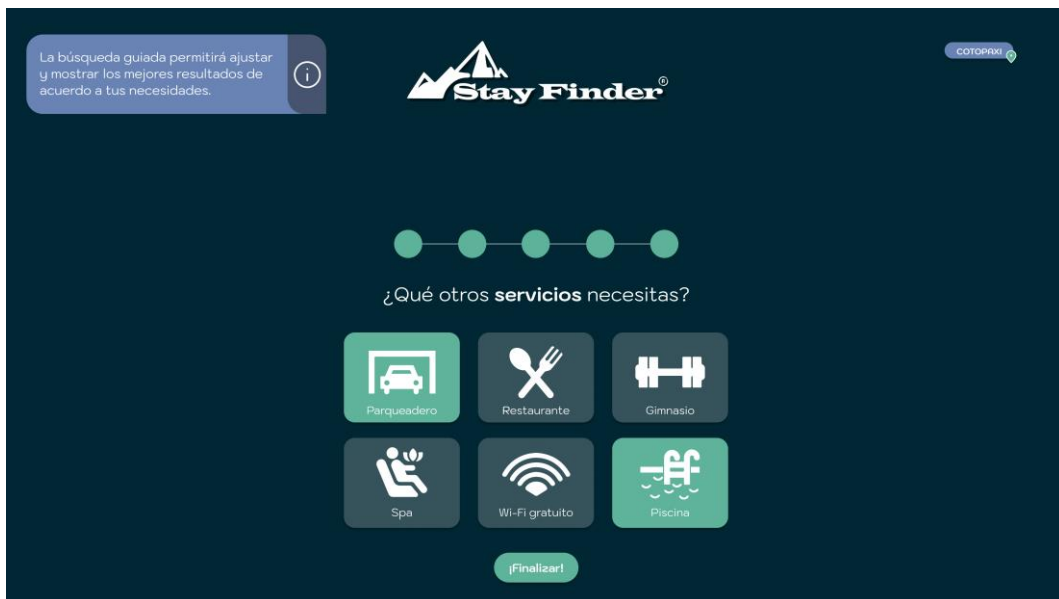 La búsqueda guiada permitirá ajustar
y mostrar los mejores resultados de
acuerdo a tus necesidades.
i
Stay Finder®
COTOPAXI
¿Qué otros servicios necesitas?
Parqueadero
Restaurante
Gimnasio
Spa
Wi-Fi gratuito
Piscina
¡Finalizar!